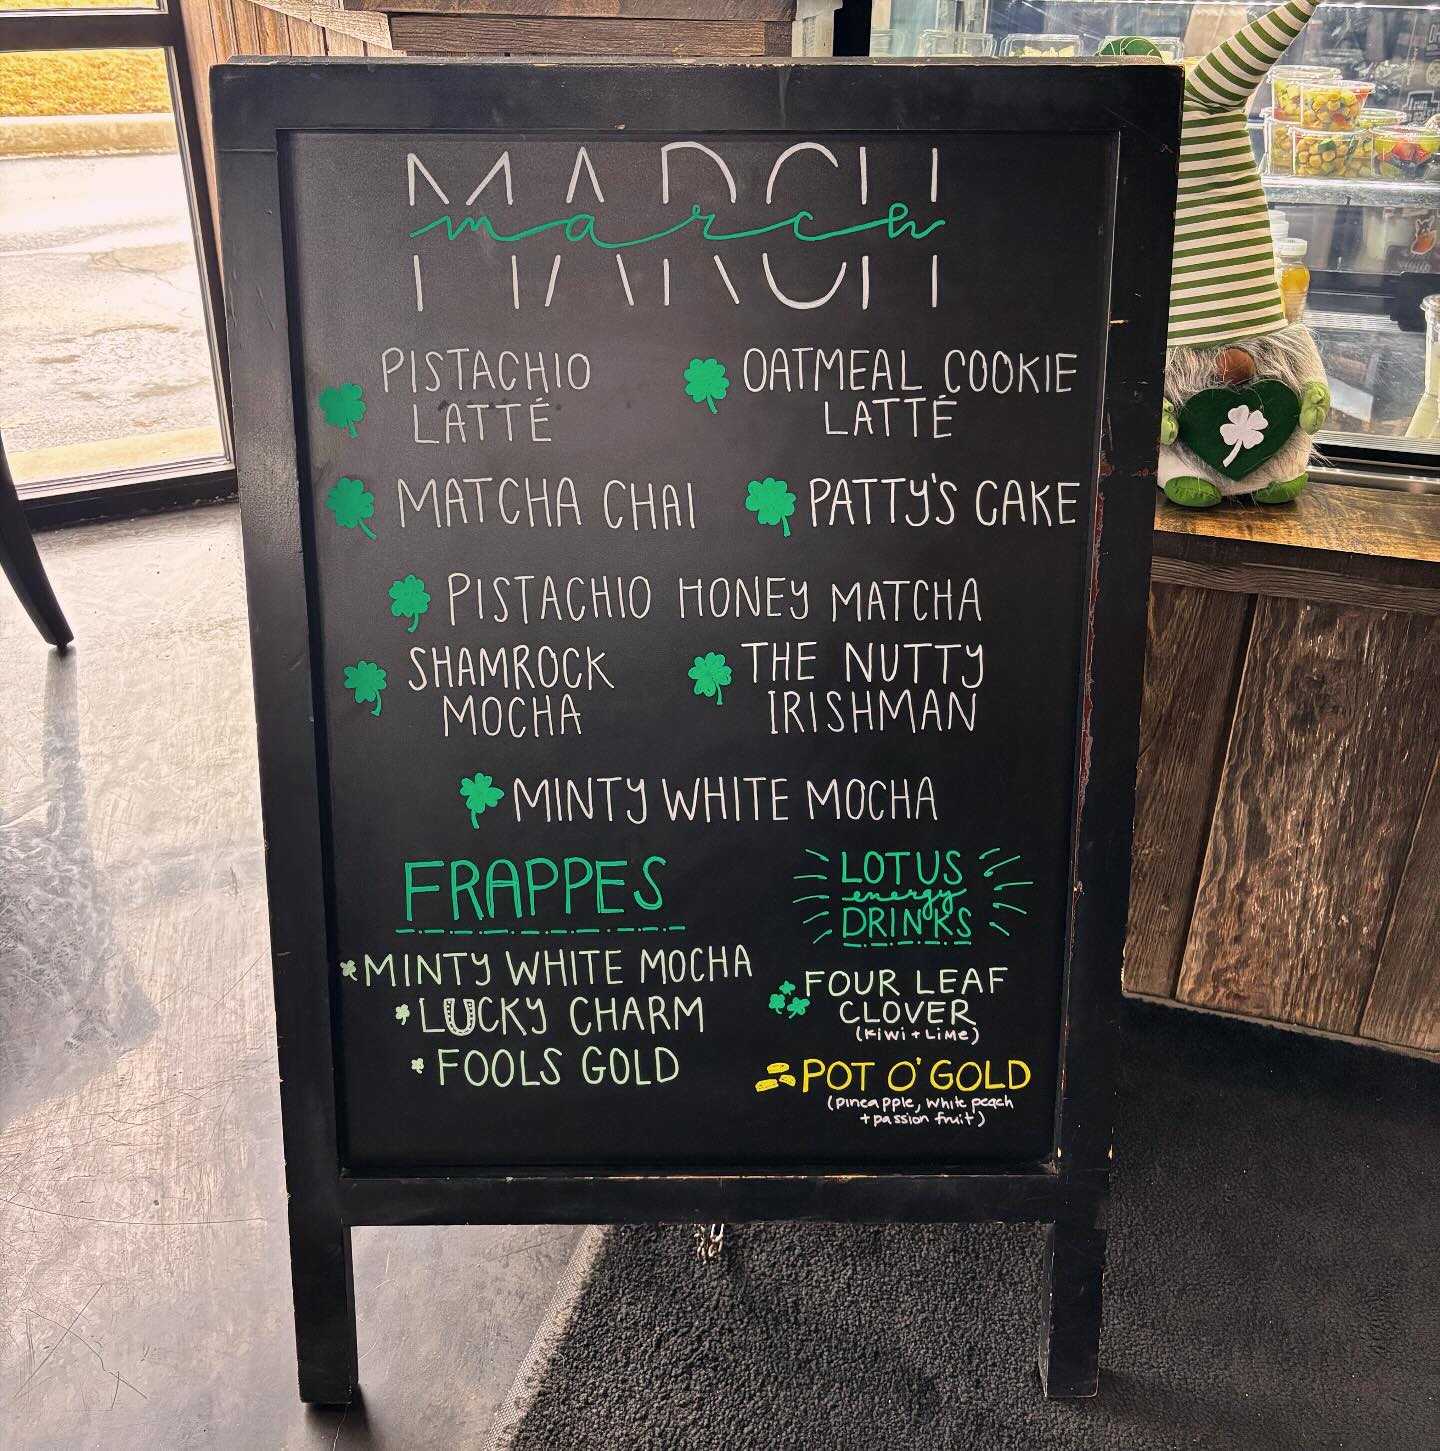 MARCH
march
PISTACHIO
LATTÉ
OATMEAL COOKIE
LATTÉ
MATCHA CHAI
PATTY'S CAKE
PISTACHIO HONEY MATCHA
SHAMROCK
MOCHA
THE NUTTY
IRISHMAN
MINTY WHITE MOCHA
FRAPPES
MINTY WHITE MOCHA
LUCKY CHARM
FOOLS GOLD
LOTUS
energy
DRINKS
FOUR LEAF
CLOVER
(KiWi + LiMe)
POT O' GOLD
(pineapple, white peach
+ passion fruit)